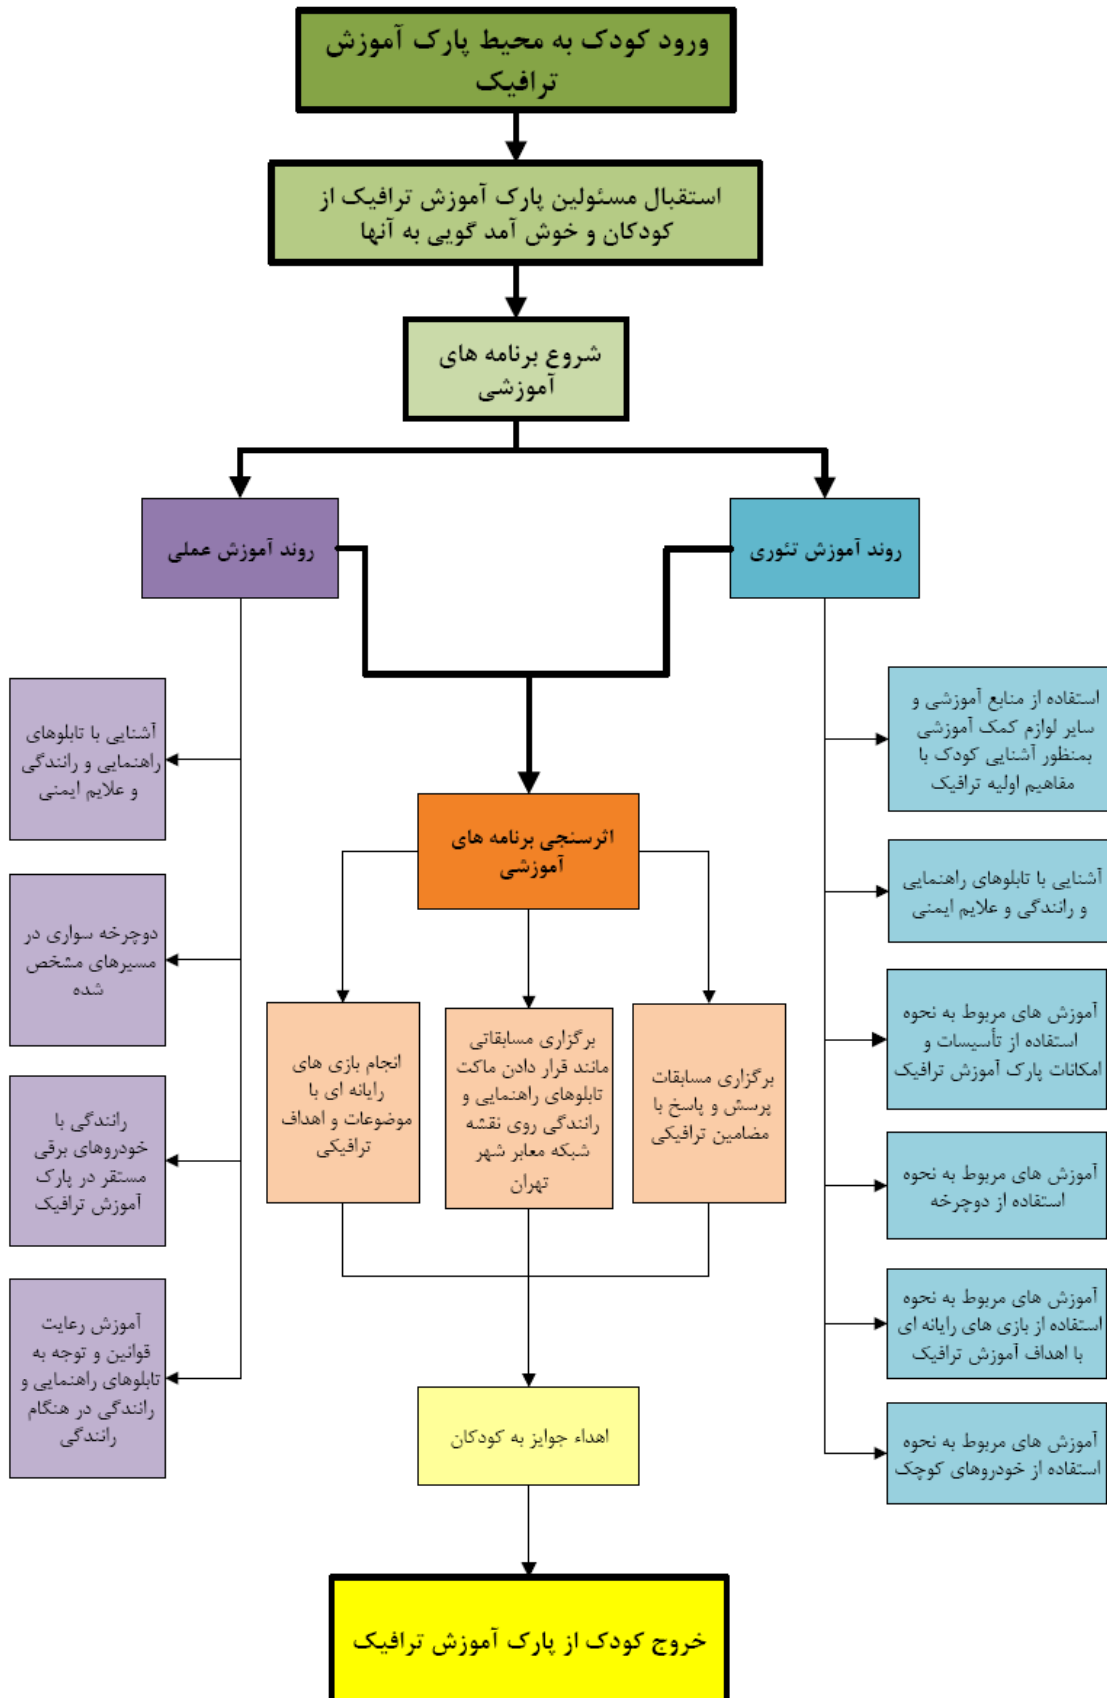 ورود کودک به محیط پارک آموزش
ترافیک
استقبال مسئولین پارک آموزش ترافیک از
کودکان و خوش آمد گویی به آنها
شروع برنامه های
آموزشی
روند آموزش تئوری
روند آموزش عملی
استفاده از منابع آموزشی و
سایر لوازم کمک آموزشی
بمنظور آشنایی کودک با
مفاهیم اولیه ترافیک
آشنایی با تابلوهای راهنمایی
و رانندگی و علایم ایمنی
آموزش های مربوط به نحوه
استفاده از تأسیسات و
امکانات پارک آموزش ترافیک
آموزش های مربوط به نحوه
استفاده از دوچرخه
آموزش های مربوط به نحوه
استفاده از بازی های رایانه ای
با اهداف آموزش ترافیک
آموزش های مربوط به نحوه
استفاده از خودروهای کوچک
آشنایی با تابلوهای
راهنمایی و رانندگی
و علایم ایمنی
دوچرخه سواری در
مسیرهای مشخص
شده
رانندگی با
خودروهای برقی
مستقر در پارک
آموزش ترافیک
آموزش رعایت
قوانین و توجه به
تابلوهای راهنمایی و
رانندگی در هنگام
رانندگی
اثرسنجی برنامه های
آموزشی
برگزاری مسابقات
پرسش و پاسخ با
مضامین ترافیکی
برگزاری مسابقاتی
مانند قرار دادن ماکت
تابلوهای راهنمایی و
رانندگی روی نقشه
شبکه معابر شهر
تهران
انجام بازی های
رایانه ای با
موضوعات و اهداف
ترافیکی
اهداء جوایز به کودکان
خروج کودک از پارک آموزش ترافیک